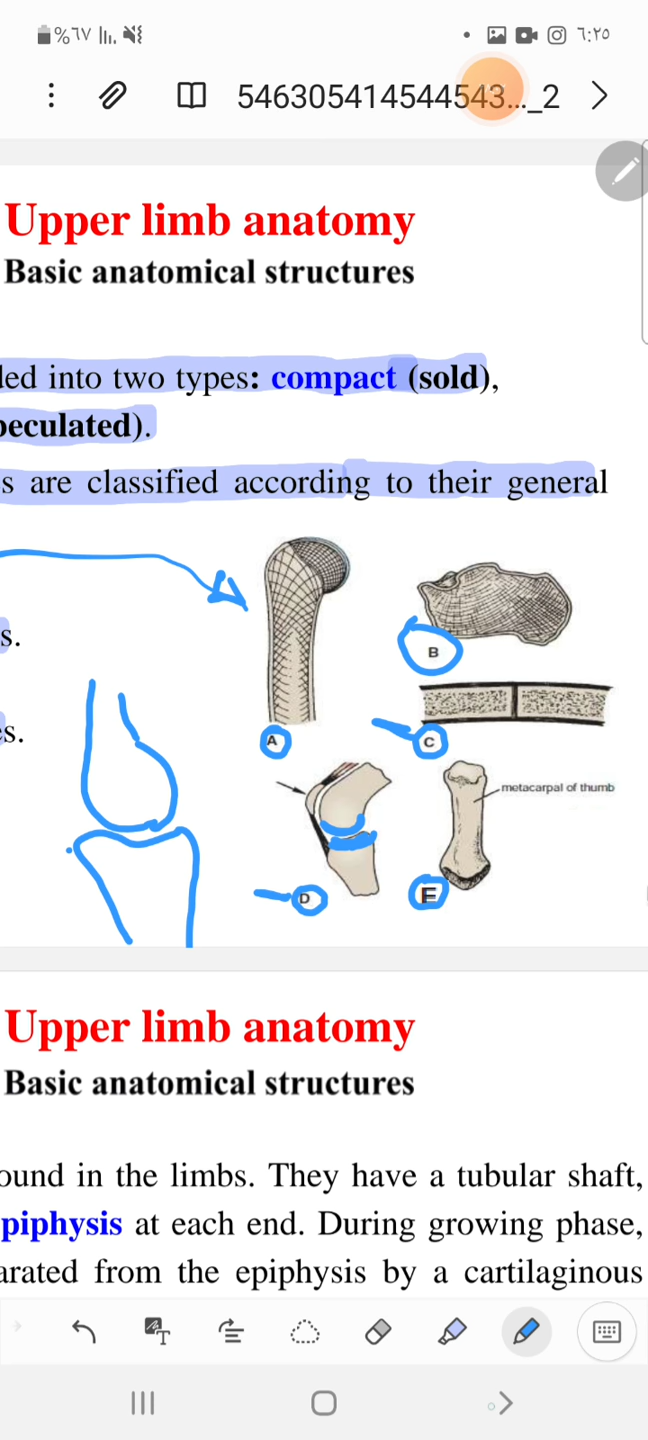 %٦٧
٦:٢٥
546305414544543..._2
Upper limb anatomy
Basic anatomical structures
led into two types: compact (sold),
peculated).
s are classified according to their general
s.
B
s.
A
C
metacarpal of thumb
D
E
Upper limb anatomy
Basic anatomical structures
ound in the limbs. They have a tubular shaft,
piphysis at each end. During growing phase,
arated from the epiphysis by a cartilaginous
T